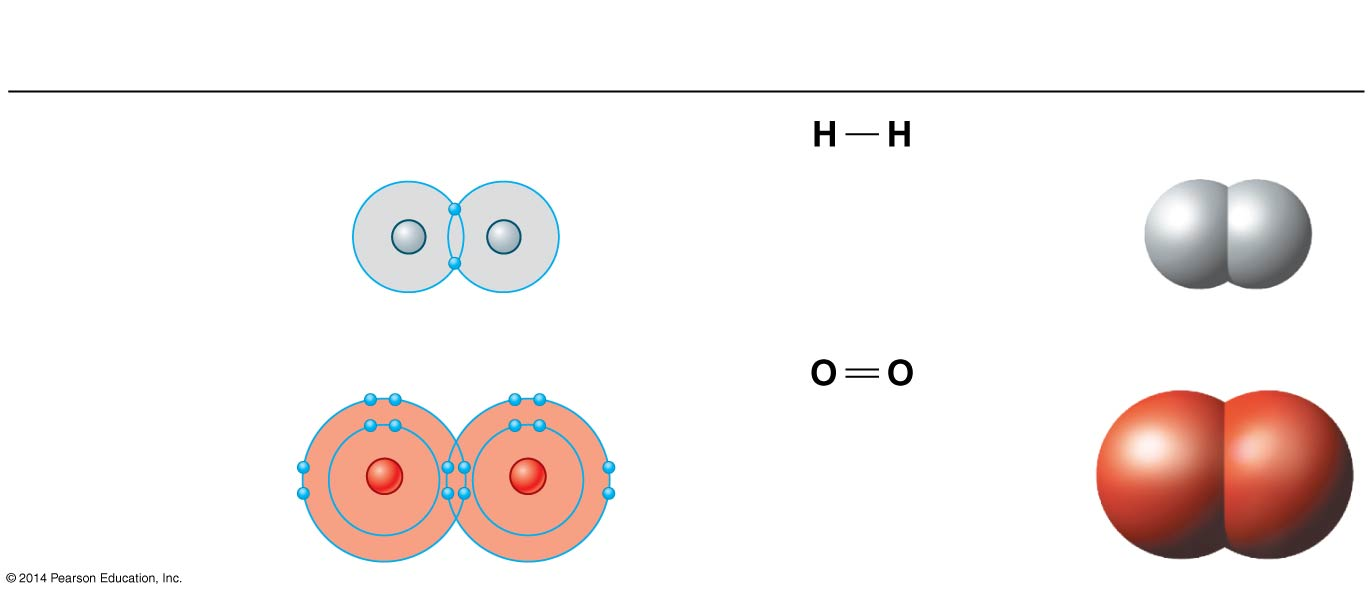 H — H
O = O
© 2014 Pearson Education, Inc.